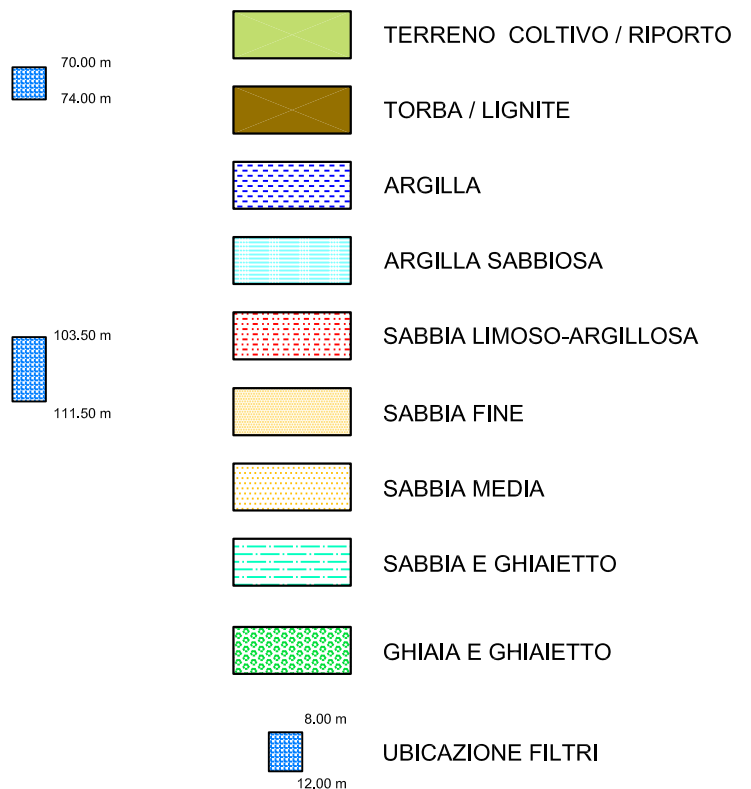 TERRENO COLTIVO / RIPORTO
70.00 m
74.00 m
TORBA / LIGNITE
ARGILLA
ARGILLA SABBIOSA
103.50 m
SABBIA LIMOSO-ARGILLOSA
111.50 m
SABBIA FINE
SABBIA MEDIA
SABBIA E GHIAIETTO
GHIAIA E GHIAIETTO
8.00 m
UBICAZIONE FILTRI
12.00 m